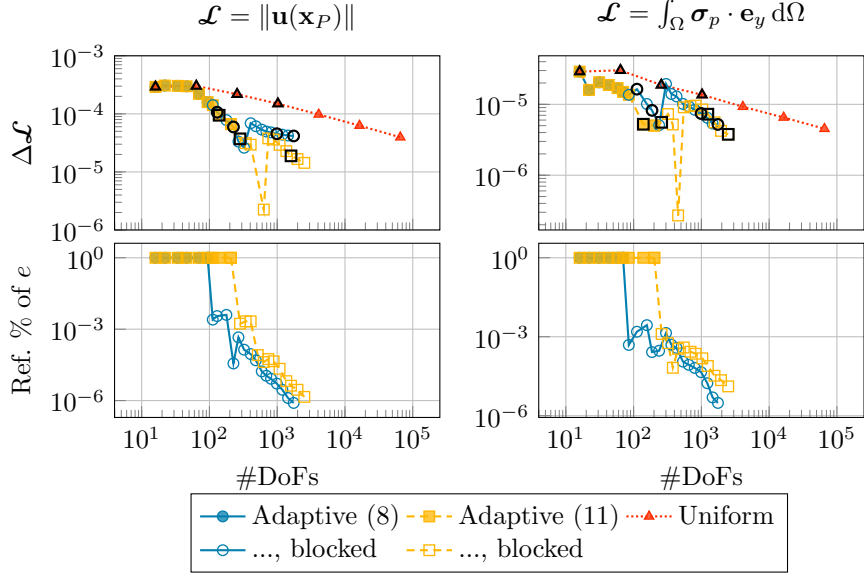 𝓛 = ‖𝐮(𝐱_P)‖
𝓛 = ∫_Ω 𝝈_p · 𝐞_y dΩ
Δ𝓛
10^−3
10^−4
10^−5
10^−6
10^−5
10^−6
Ref. % of e
10^0
10^−3
10^−6
10^0
10^−3
10^−6
10^1 10^2 10^3 10^4 10^5
10^1 10^2 10^3 10^4 10^5
#DoFs
#DoFs
Adaptive (8) Adaptive (11) Uniform
..., blocked ..., blocked